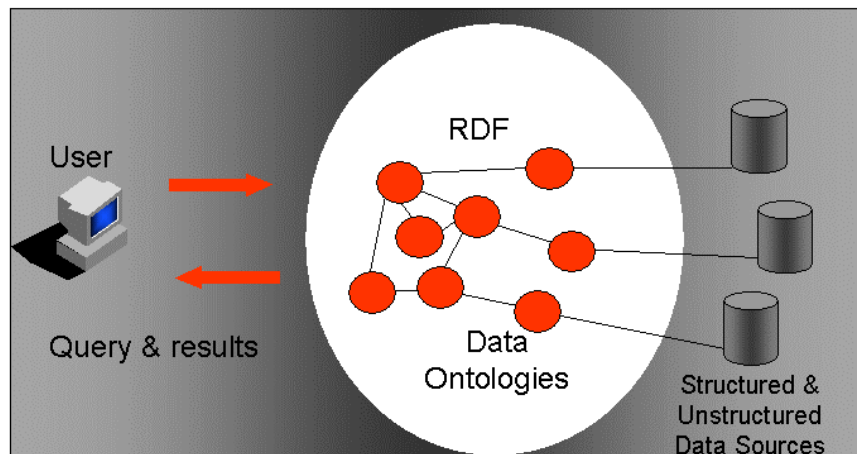 User
Query & results
RDF
Data
Ontologies
Structured &
Unstructured
Data Sources